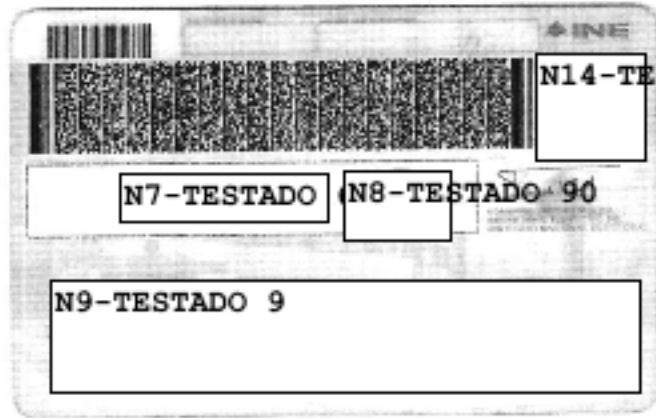 INE
N14-TE
N7-TESTADO
N8-TESTADO 90
N9-TESTADO 9